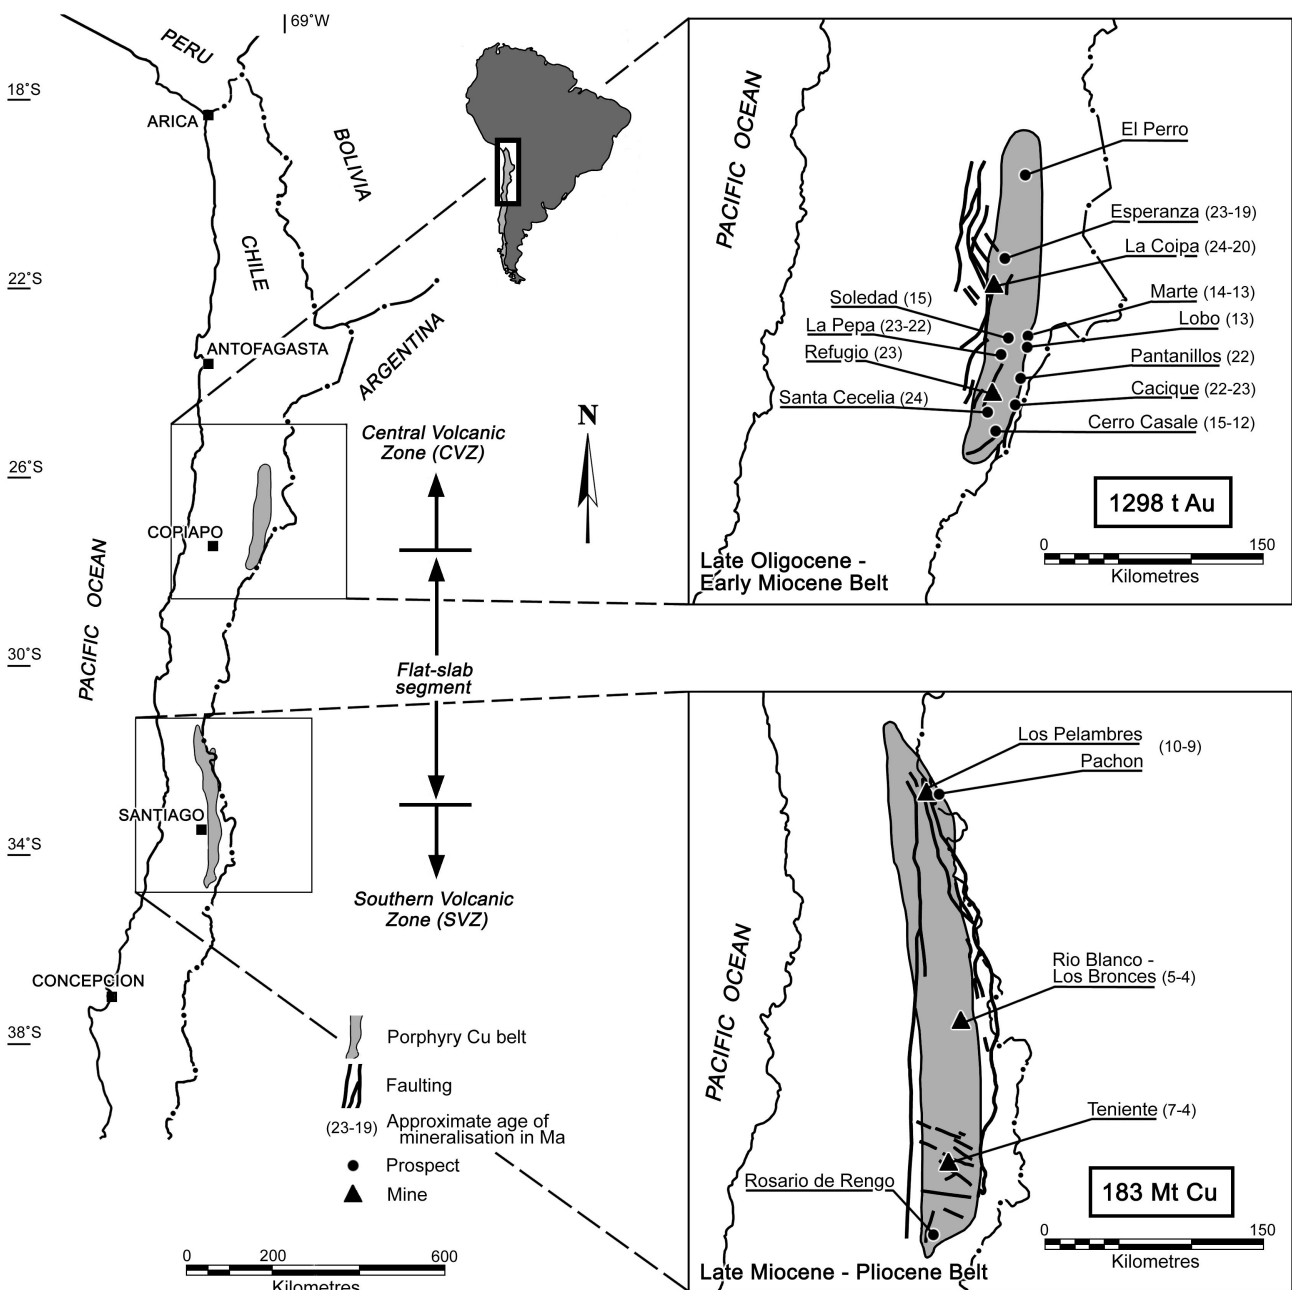 69°W
PERU
18°S
ARICA
BOLIVIA
CHILE
22°S
ANTOFAGASTA
ARGENTINA
Central Volcanic
Zone (CVZ)
N
26°S
COPIAPO
PACIFIC OCEAN
30°S
Flat-slab
segment
SANTIAGO
34°S
Southern Volcanic
Zone (SVZ)
CONCEPCION
38°S
Porphyry Cu belt
Faulting
(23-19) Approximate age of
mineralisation in Ma
Prospect
Mine
0 200 600
Kilometres
PACIFIC OCEAN
El Perro
Esperanza (23-19)
La Coipa (24-20)
Soledad (15)
Marte (14-13)
La Pepa (23-22)
Lobo (13)
Refugio (23)
Pantanillos (22)
Santa Cecelia (24)
Cacique (22-23)
Cerro Casale (15-12)
1298 t Au
Late Oligocene -
Early Miocene Belt
0 150
Kilometres
Los Pelambres
(10-9)
Pachon
PACIFIC OCEAN
Rio Blanco -
Los Bronces (5-4)
Teniente (7-4)
Rosario de Rengo
183 Mt Cu
0 150
Kilometres
Late Miocene - Pliocene Belt